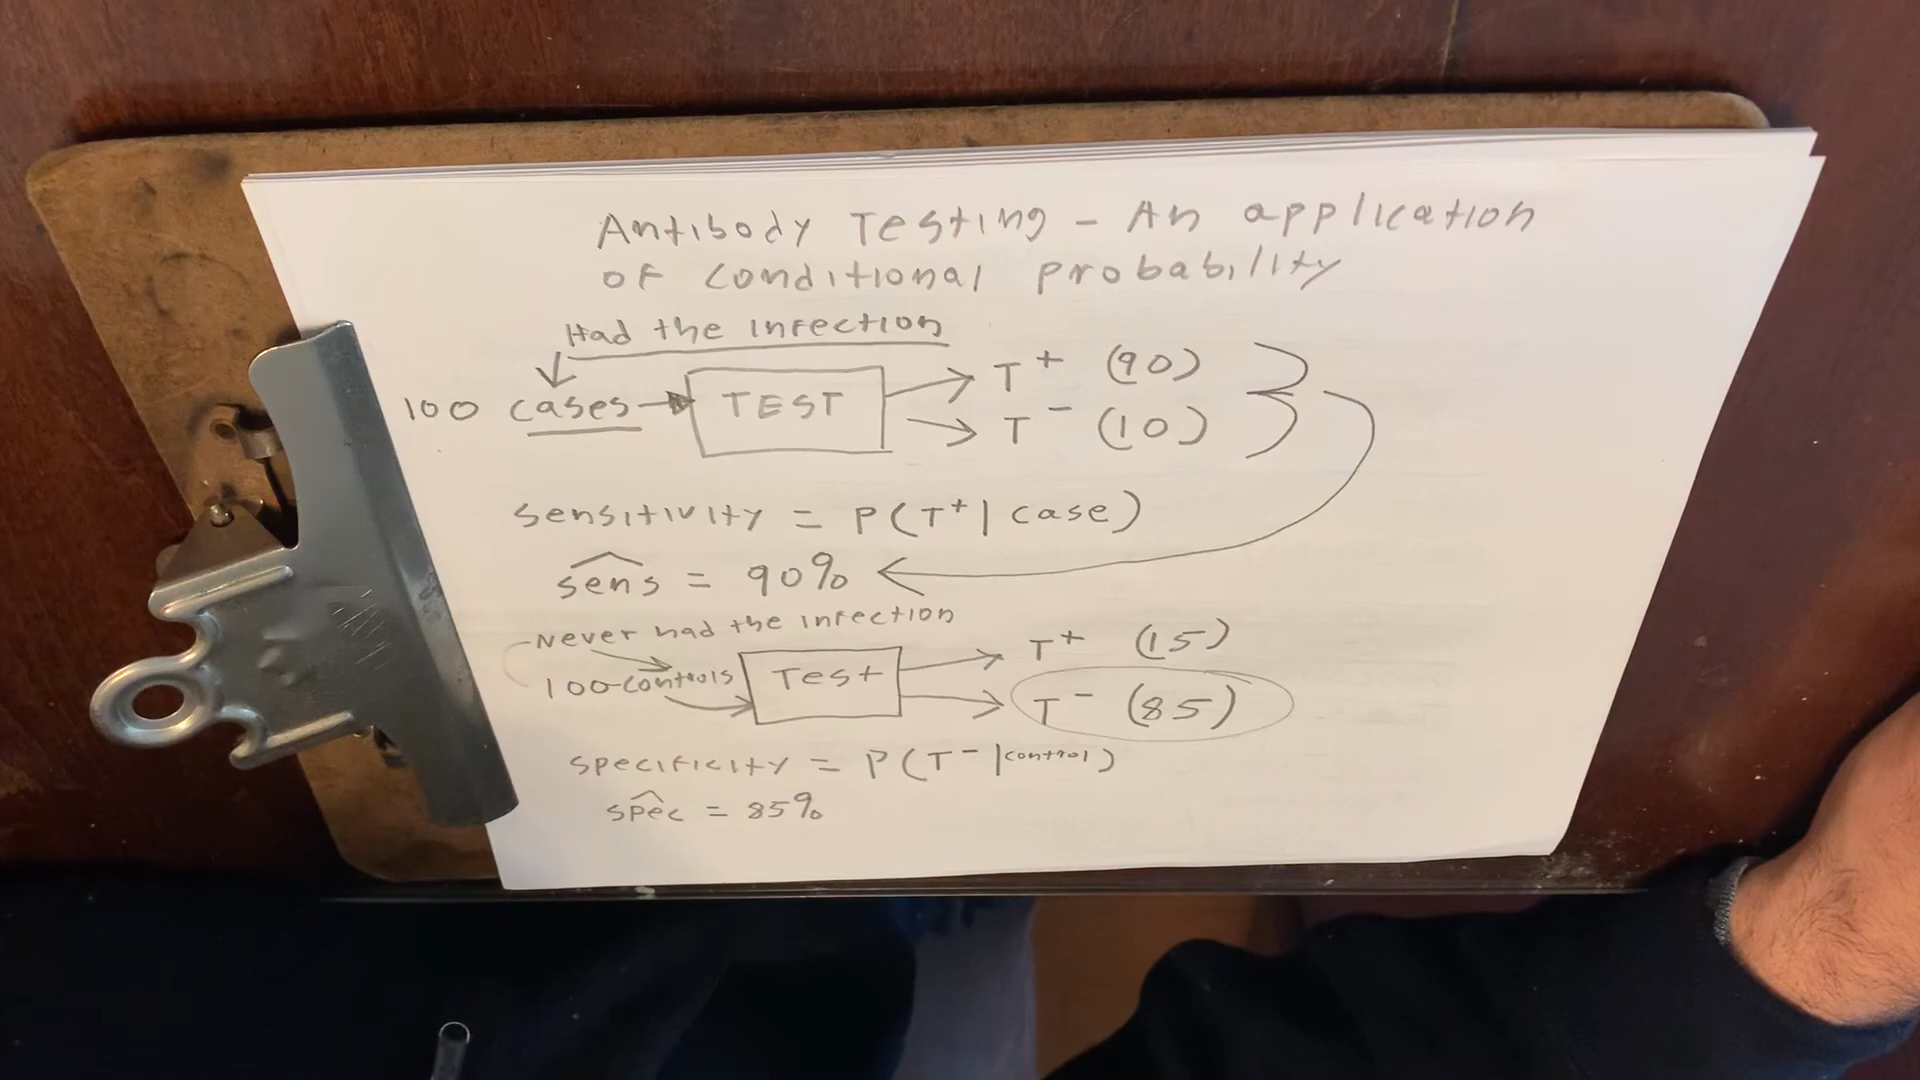 Antibody Testing - An application
of conditional probability
Had the infection
100 cases → TEST → T+ (90)
→ T- (10)
sensitivity = P(T+ | case)
sens = 90%
Never had the infection
100 controls Test → T+ (15)
→ T- (85)
specificity = P(T- | control)
spec = 85%